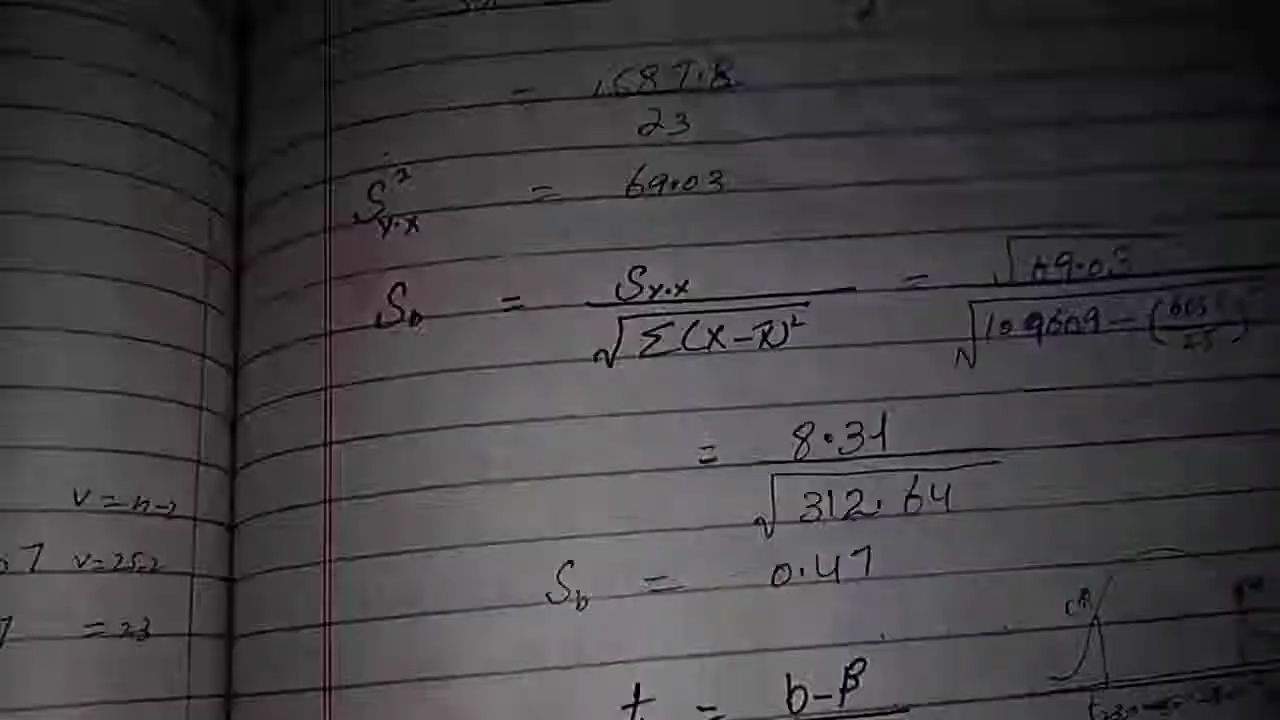 v = n-2
7 v = 25-2
= 23
= 1587.8 / 23
S²y.x = 69.03
Sb = Sy.x / √Σ(x-x̄)² = √69.03
= 8.31 / √312.64
Sb = 0.47
t = b-β